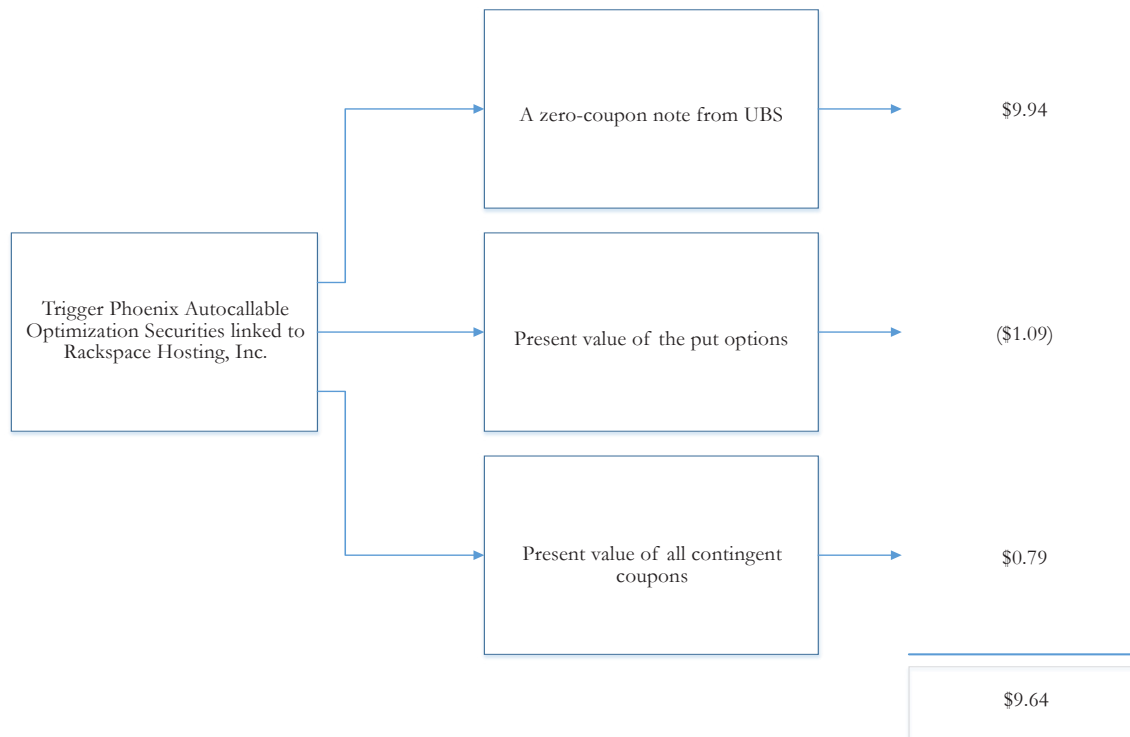 A zero-coupon note from UBS
$9.94
Trigger Phoenix Autocallable
Optimization Securities linked to
Rackspace Hosting, Inc.
Present value of the put options
($1.09)
Present value of all contingent
coupons
$0.79
$9.64